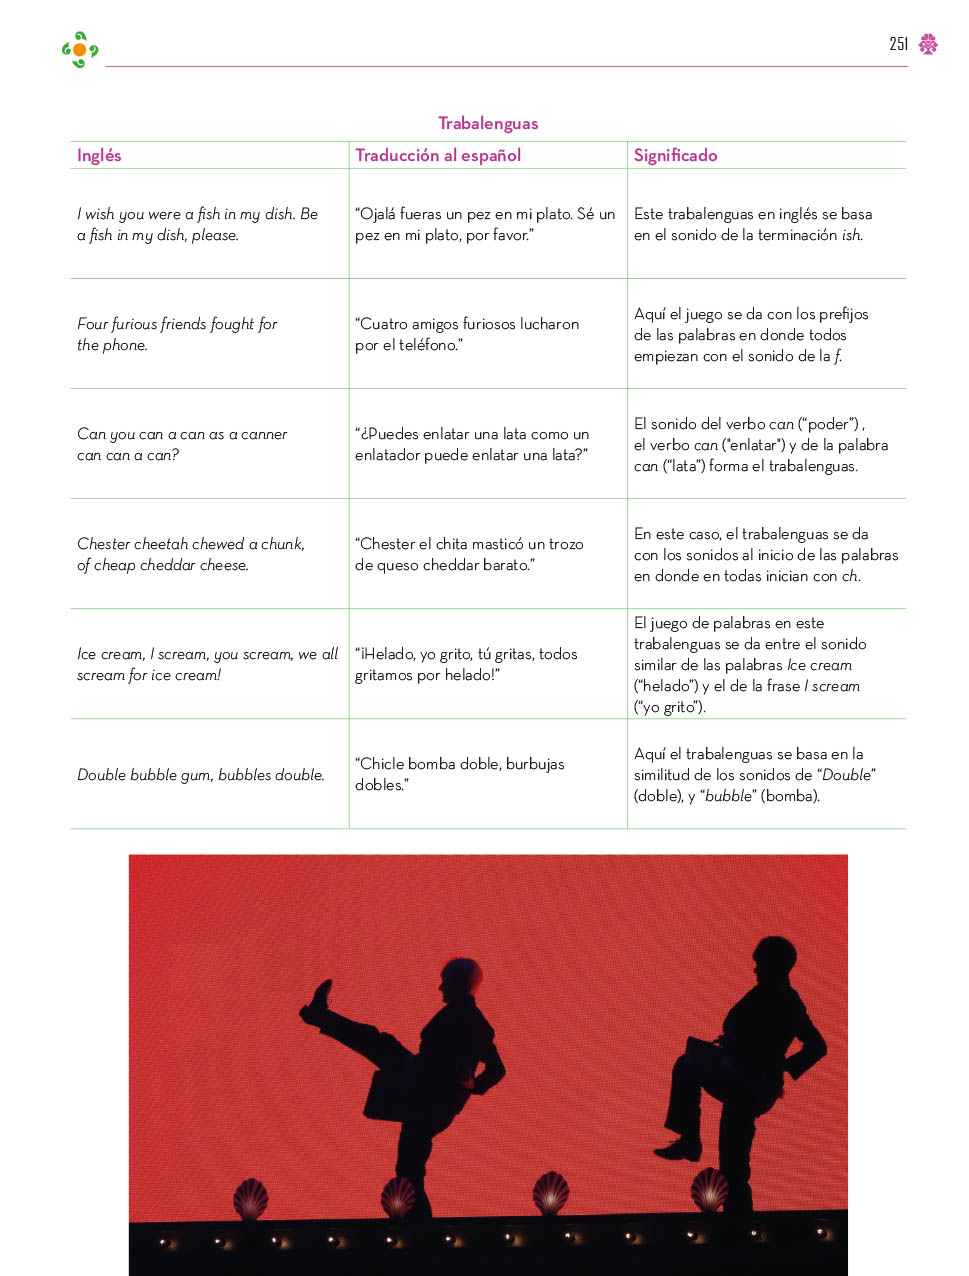 251
Trabalenguas
Inglés
Traducción al español
Significado
I wish you were a fish in my dish. Be
a fish in my dish, please.
“Ojalá fueras un pez en mi plato. Sé un
pez en mi plato, por favor.”
Este trabalenguas en inglés se basa
en el sonido de la terminación ish.
Four furious friends fought for
the phone.
“Cuatro amigos furiosos lucharon
por el teléfono.”
Aquí el juego se da con los prefijos
de las palabras en donde todos
empiezan con el sonido de la f.
Can you can a can as a canner
can can a can?
“¿Puedes enlatar una lata como un
enlatador puede enlatar una lata?”
El sonido del verbo can (“poder”) ,
el verbo can ("enlatar") y de la palabra
can (“lata”) forma el trabalenguas.
Chester cheetah chewed a chunk,
of cheap cheddar cheese.
“Chester el chita masticó un trozo
de queso cheddar barato.”
En este caso, el trabalenguas se da
con los sonidos al inicio de las palabras
en donde en todas inician con ch.
Ice cream, I scream, you scream, we all
scream for ice cream!
“¡Helado, yo grito, tú gritas, todos
gritamos por helado!”
El juego de palabras en este
trabalenguas se da entre el sonido
similar de las palabras Ice cream
(“helado”) y el de la frase I scream
(“yo grito”).
Double bubble gum, bubbles double.
“Chicle bomba doble, burbujas
dobles.”
Aquí el trabalenguas se basa en la
similitud de los sonidos de “Double”
(doble), y “bubble” (bomba).